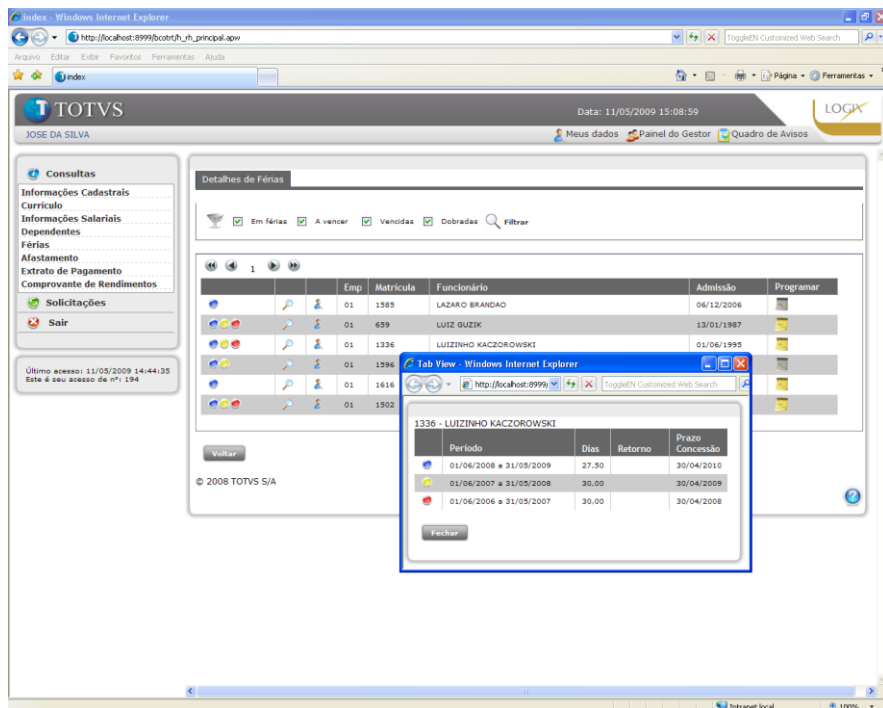 Index - Windows Internet Explorer
http://localhost:8999/bcotrt/h_rh_principal.apw
ToggleEN Customized Web Search
Arquivo Editar Exibir Favoritos Ferramentas Ajuda
Index
Página Ferramentas
TOTVS
Data: 11/05/2009 15:08:59
LOGIX
JOSE DA SILVA
Meus dados Painel do Gestor Quadro de Avisos
Consultas
Informações Cadastrais
Currículo
Informações Salariais
Dependentes
Férias
Afastamento
Extrato de Pagamento
Comprovante de Rendimentos
Solicitações
Sair
Último acesso: 11/05/2009 14:44:35
Este é seu acesso de nº: 194
Detalhes de Férias
Em férias A vencer Vencidas Dobradas Filtrar
1
Emp Matrícula Funcionário Admissão Programar
01 1585 LAZARO BRANDAO 06/12/2006
01 659 LUIZ GUZIK 13/01/1987
01 1336 LUIZINHO KACZOROWSKI 01/06/1995
01 1596
01 1616
01 1502
Voltar
© 2008 TOTVS S/A
Tab View - Windows Internet Explorer
http://localhost:8999/
ToggleEN Customized Web Search
1336 - LUIZINHO KACZOROWSKI
Período Dias Retorno Prazo Concessão
01/06/2008 a 31/05/2009 27,50 30/04/2010
01/06/2007 a 31/05/2008 30,00 30/04/2009
01/06/2006 a 31/05/2007 30,00 30/04/2008
Fechar
Intranet local 100%